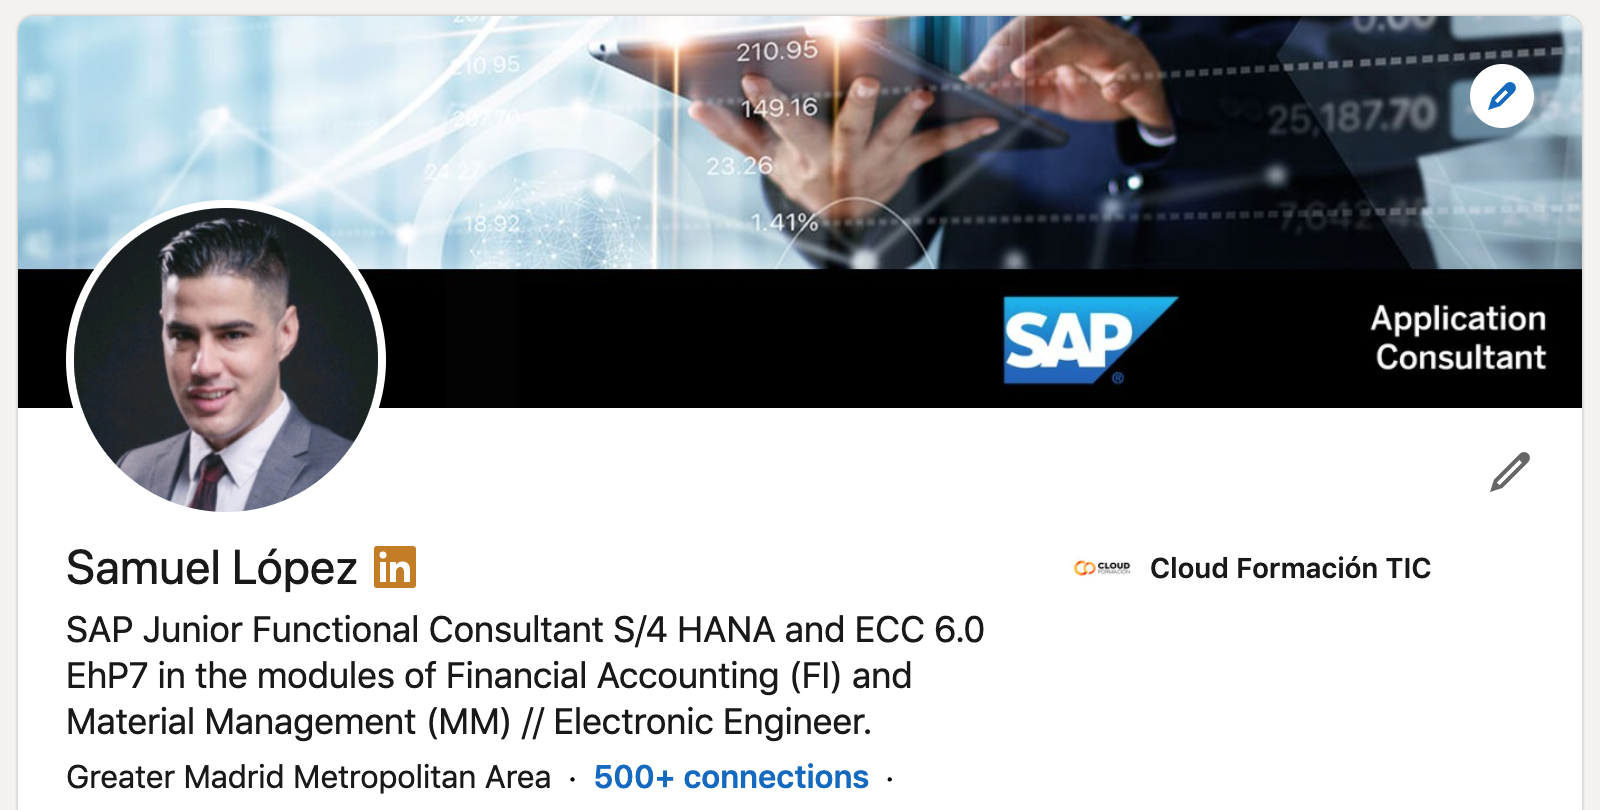 210.95
210.95
149.16
25,187.70
23.26
24.27
18.92
1.41%
SAP
®
Application
Consultant
Samuel López in
CLOUD
FORMACIÓN
Cloud Formación TIC
SAP Junior Functional Consultant S/4 HANA and ECC 6.0
EhP7 in the modules of Financial Accounting (FI) and
Material Management (MM) // Electronic Engineer.
Greater Madrid Metropolitan Area · 500+ connections ·